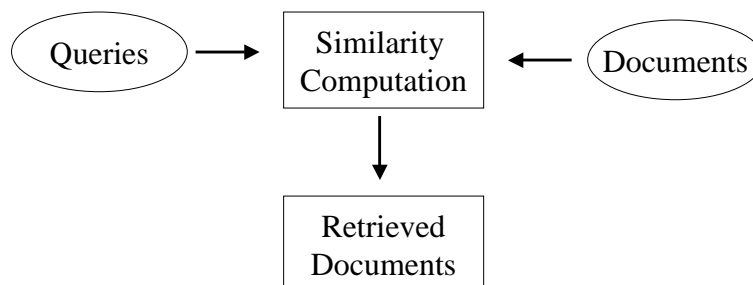 Queries
Similarity
Computation
Documents
Retrieved
Documents